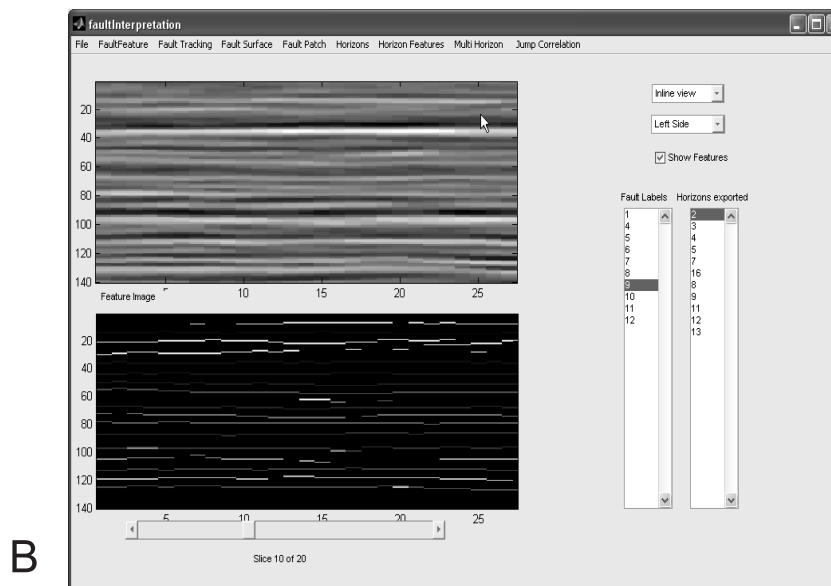 faultInterpretation
File FaultFeature Fault Tracking Fault Surface Fault Patch Horizons Horizon Features Multi Horizon Jump Correlation
Inline view
Left Side
Show Features
20
40
60
80
100
120
140
5 10 15 20 25
Feature Image
20
40
60
80
100
120
140
5 10 15 20 25
Slice 10 of 20
Fault Labels
1
4
5
6
7
8
9
10
11
12
Horizons exported
2
3
4
5
7
16
8
9
11
12
13
B